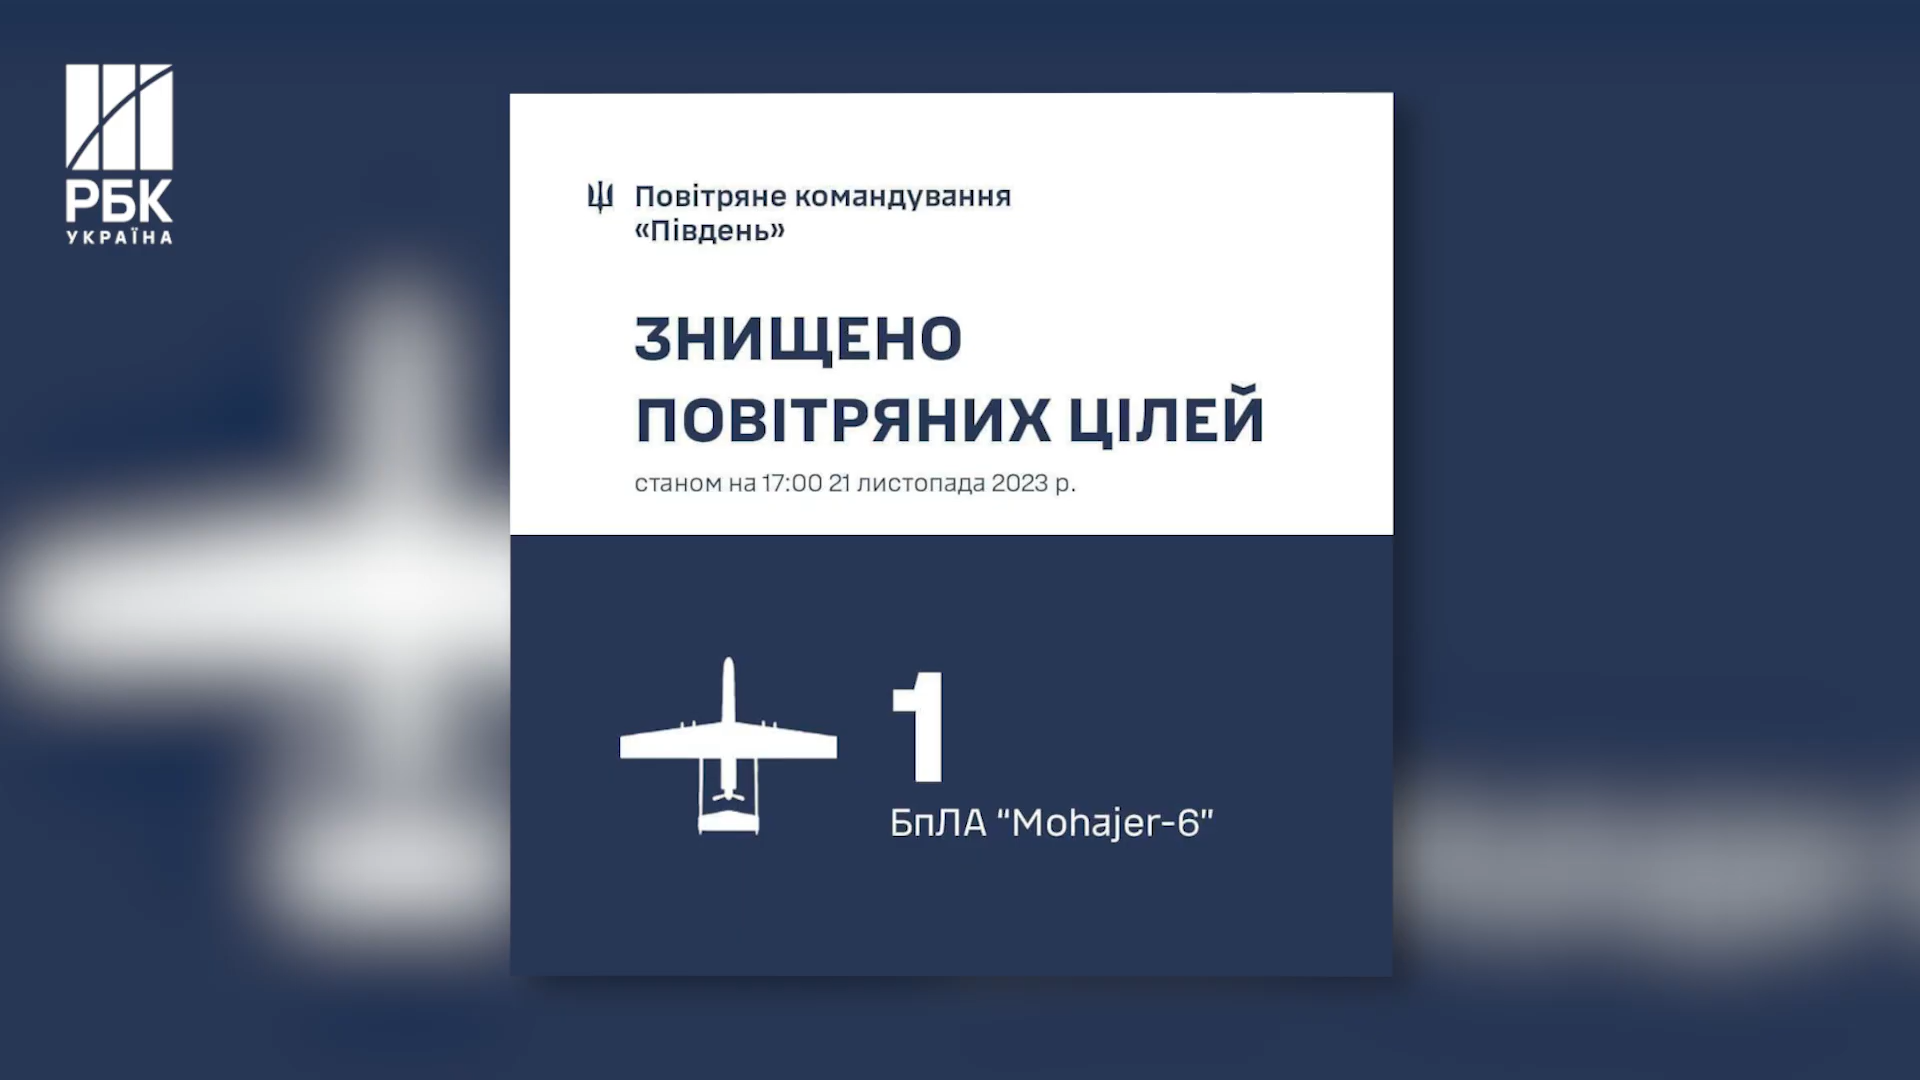 РБК
УКРАЇНА
Повітряне командування
«Південь»
ЗНИЩЕНО
ПОВІТРЯНИХ ЦІЛЕЙ
станом на 17:00 21 листопада 2023 р.
1
БпЛА “Mohajer-6”